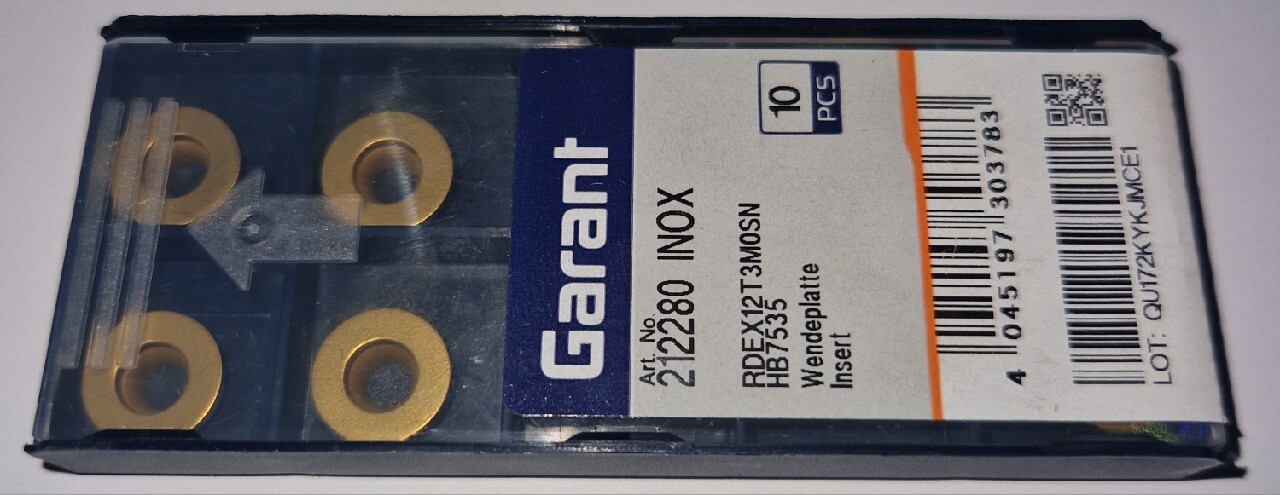 Garant
10
PCS
Art. No.
212280 INOX
RDEX12T3M0SN
HB7535
Wendeplatte
Insert
4 045197 303783
LOT: QU172KYKJMCE1